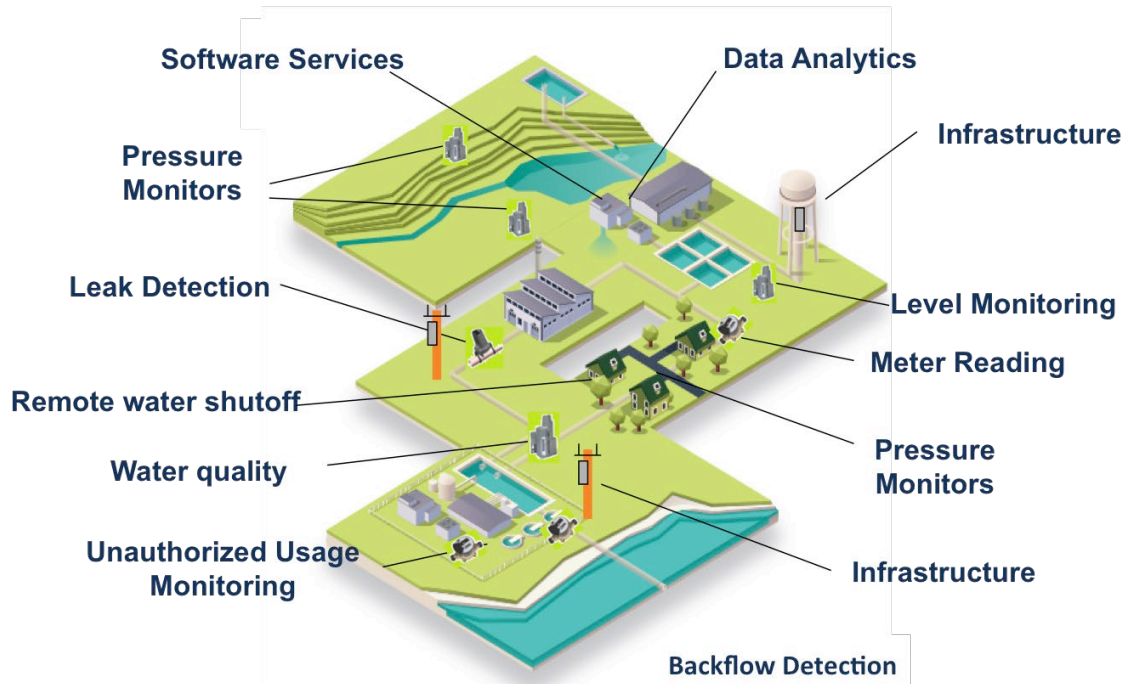 Software Services
Data Analytics
Infrastructure
Pressure
Monitors
Leak Detection
Level Monitoring
Meter Reading
Remote water shutoff
Pressure
Monitors
Water quality
Unauthorized Usage
Monitoring
Infrastructure
Backflow Detection